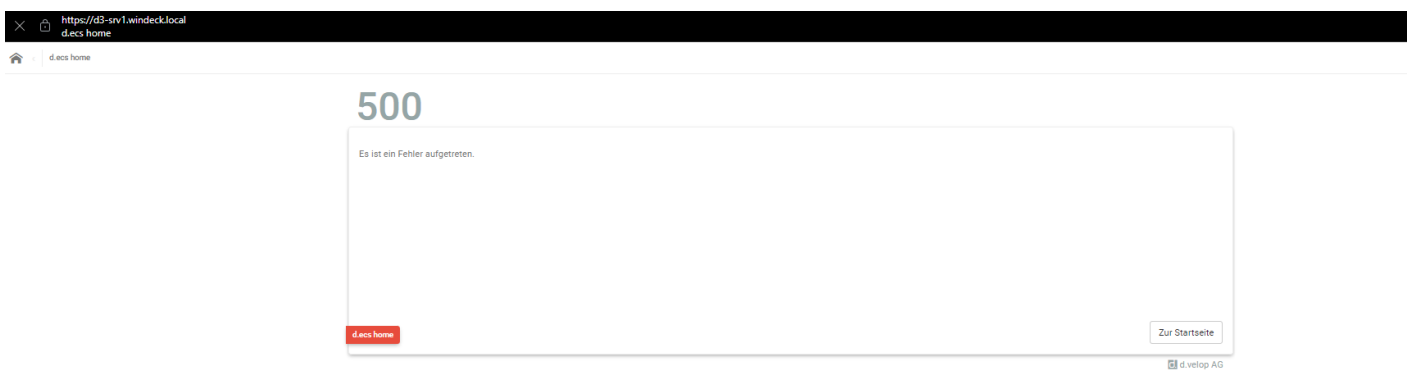 https://d3-srv1.windeck.local
d.ecs home
d.ecs home
500
Es ist ein Fehler aufgetreten.
d.ecs home
Zur Startseite
d.velop AG